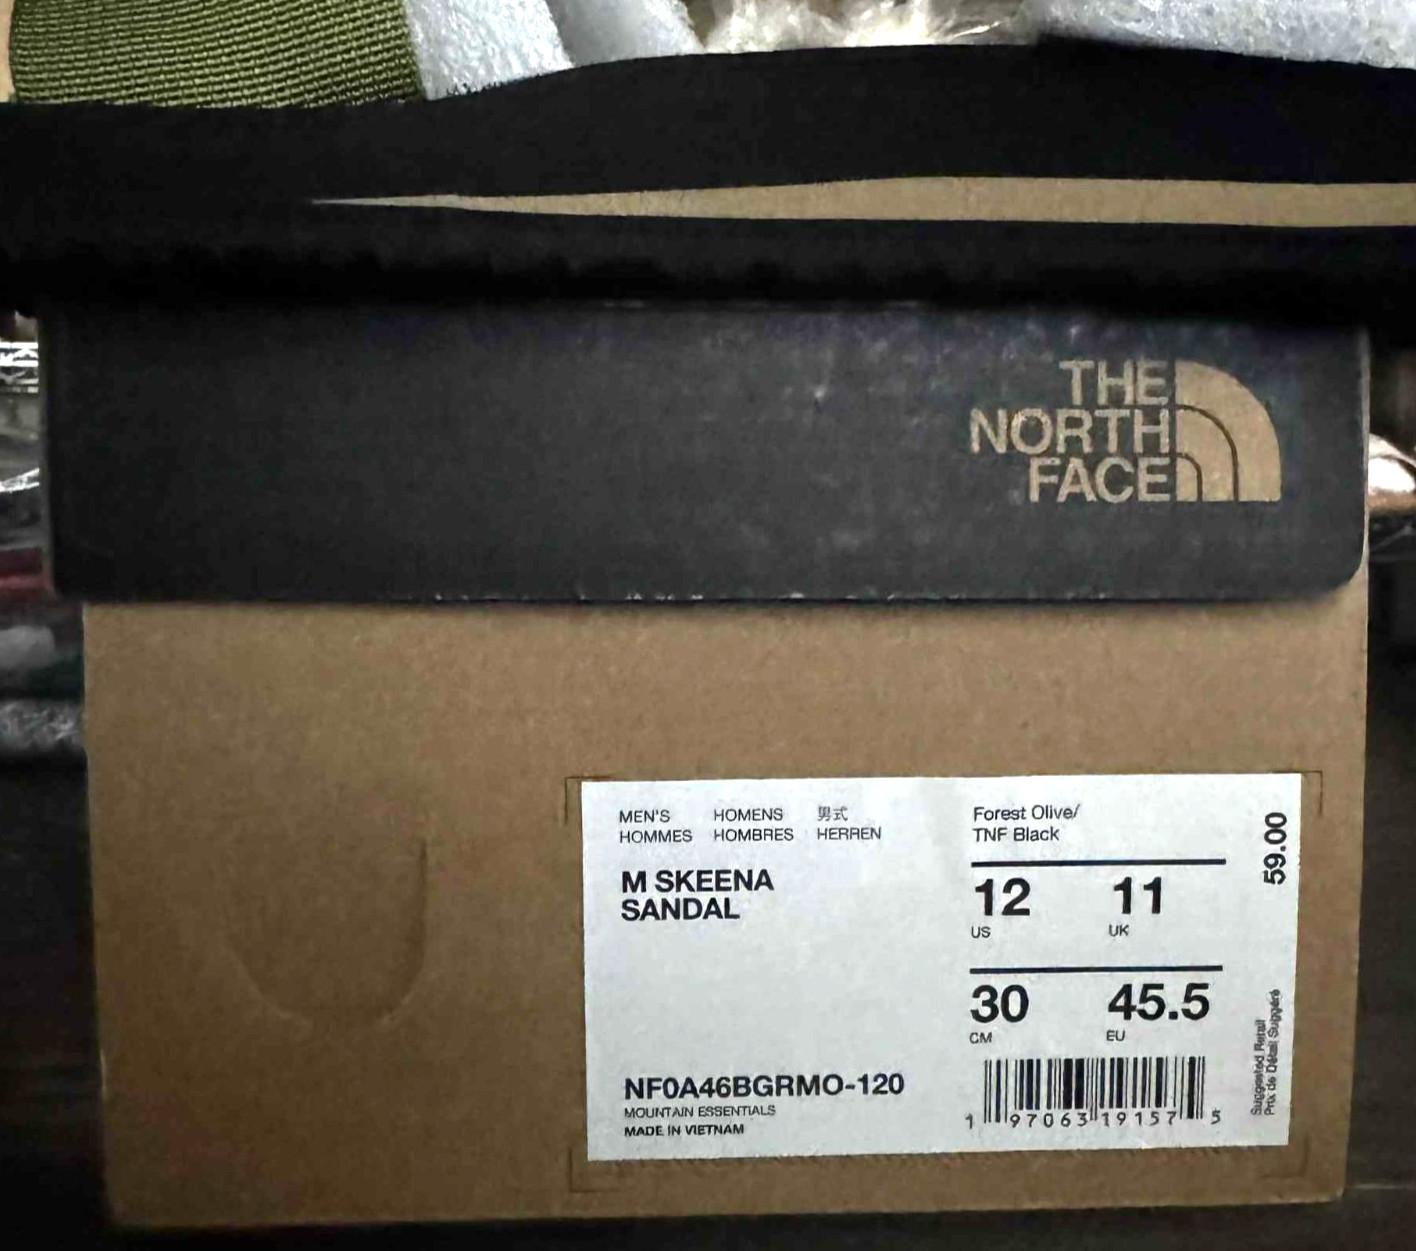 THE
NORTH
FACE
MEN'S HOMENS 男式
HOMMES HOMBRES HERREN
M SKEENA
SANDAL
Forest Olive/
TNF Black
12 11
US UK
30 45.5
CM EU
59.00
Suggested Retail
Prix de Détail Suggéré
NF0A46BGRMO-120
MOUNTAIN ESSENTIALS
MADE IN VIETNAM
1 97063 19157 5